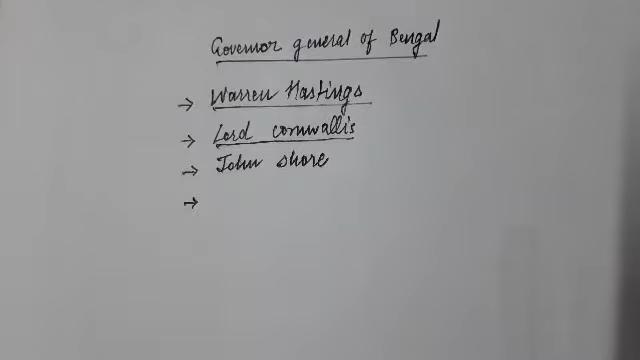 Governor general of Bengal
→ Warren Hastings
→ Lord cornwallis
→ John shore
→